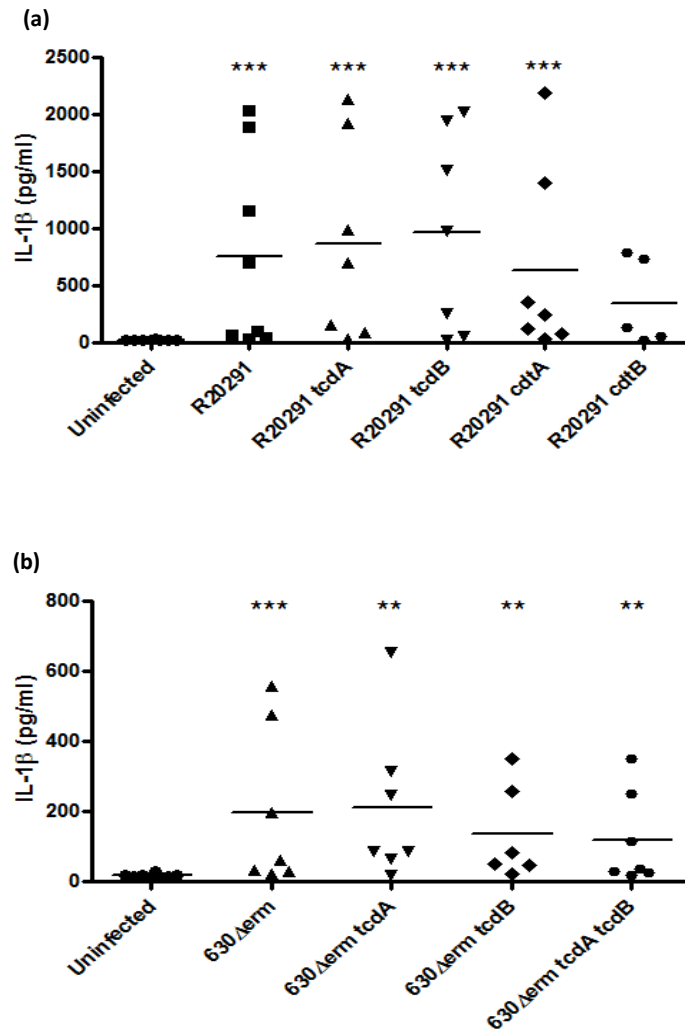 (a)
2500
2000
1500
1000
500
0
IL-1β (pg/ml)
*** *** *** ***
Uninfected
R20291
R20291 tcdA
R20291 tcdB
R20291 cdtA
R20291 cdtB
(b)
800
600
400
200
0
IL-1β (pg/ml)
*** ** ** **
Uninfected
630Δerm
630Δerm tcdA
630Δerm tcdB
630Δerm tcdA tcdB